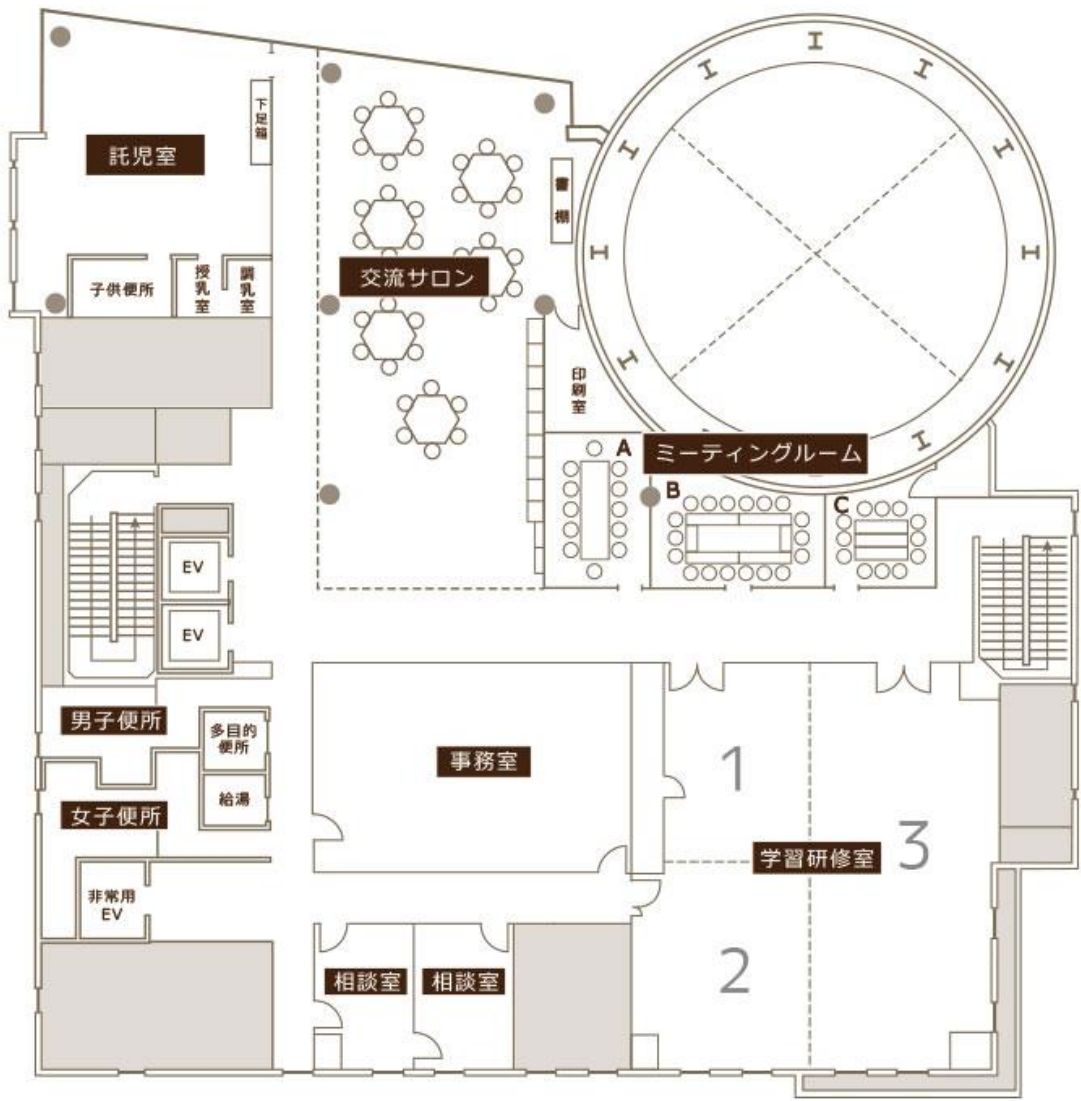 下足箱
託児室
書棚
交流サロン
子供便所
授乳室
調乳室
印刷室
A
ミーティングルーム
B
C
EV
EV
男子便所
多目的
便所
事務室
1
給湯
女子便所
学習研修室
3
非常用
EV
相談室
相談室
2